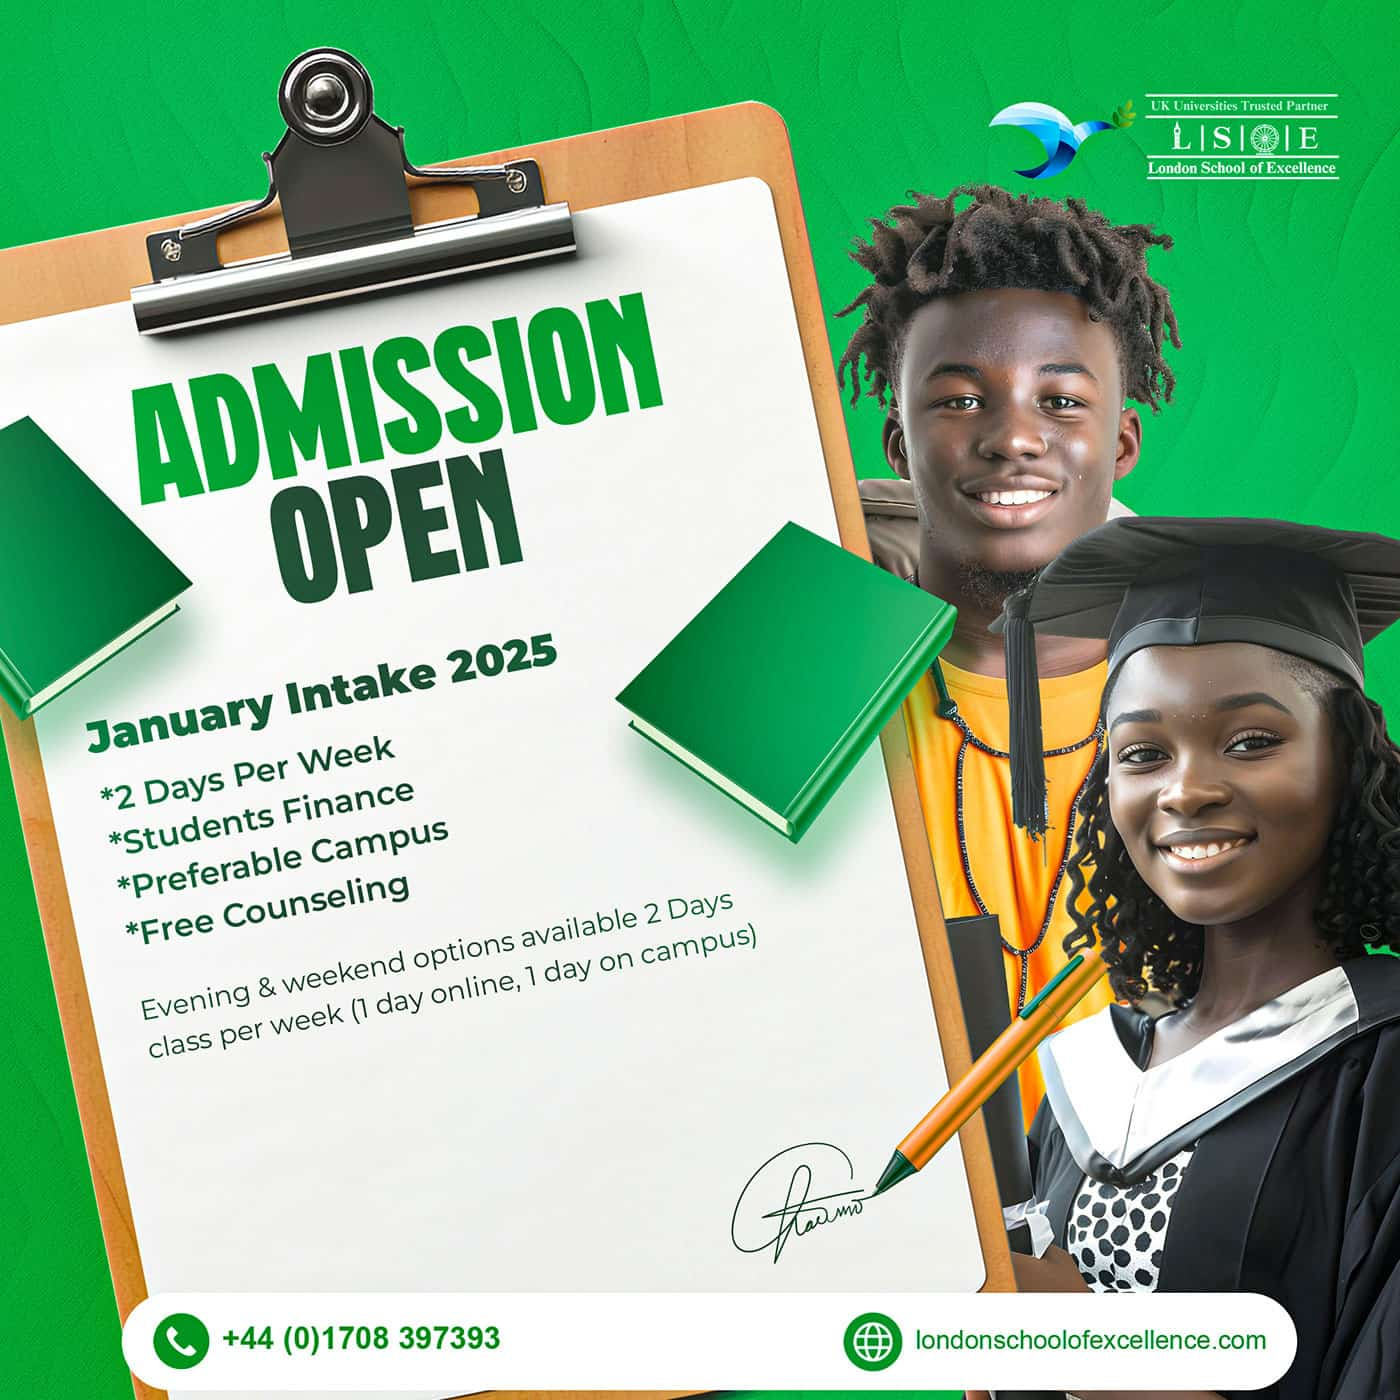 UK Universities Trusted Partner
L|S|O|E
London School of Excellence
ADMISSION
OPEN
January Intake 2025
*2 Days Per Week
*Students Finance
*Preferable Campus
*Free Counseling
Evening & weekend options available 2 Days
class per week (1 day online, 1 day on campus)
+44 (0)1708 397393
londonschoolofexcellence.com